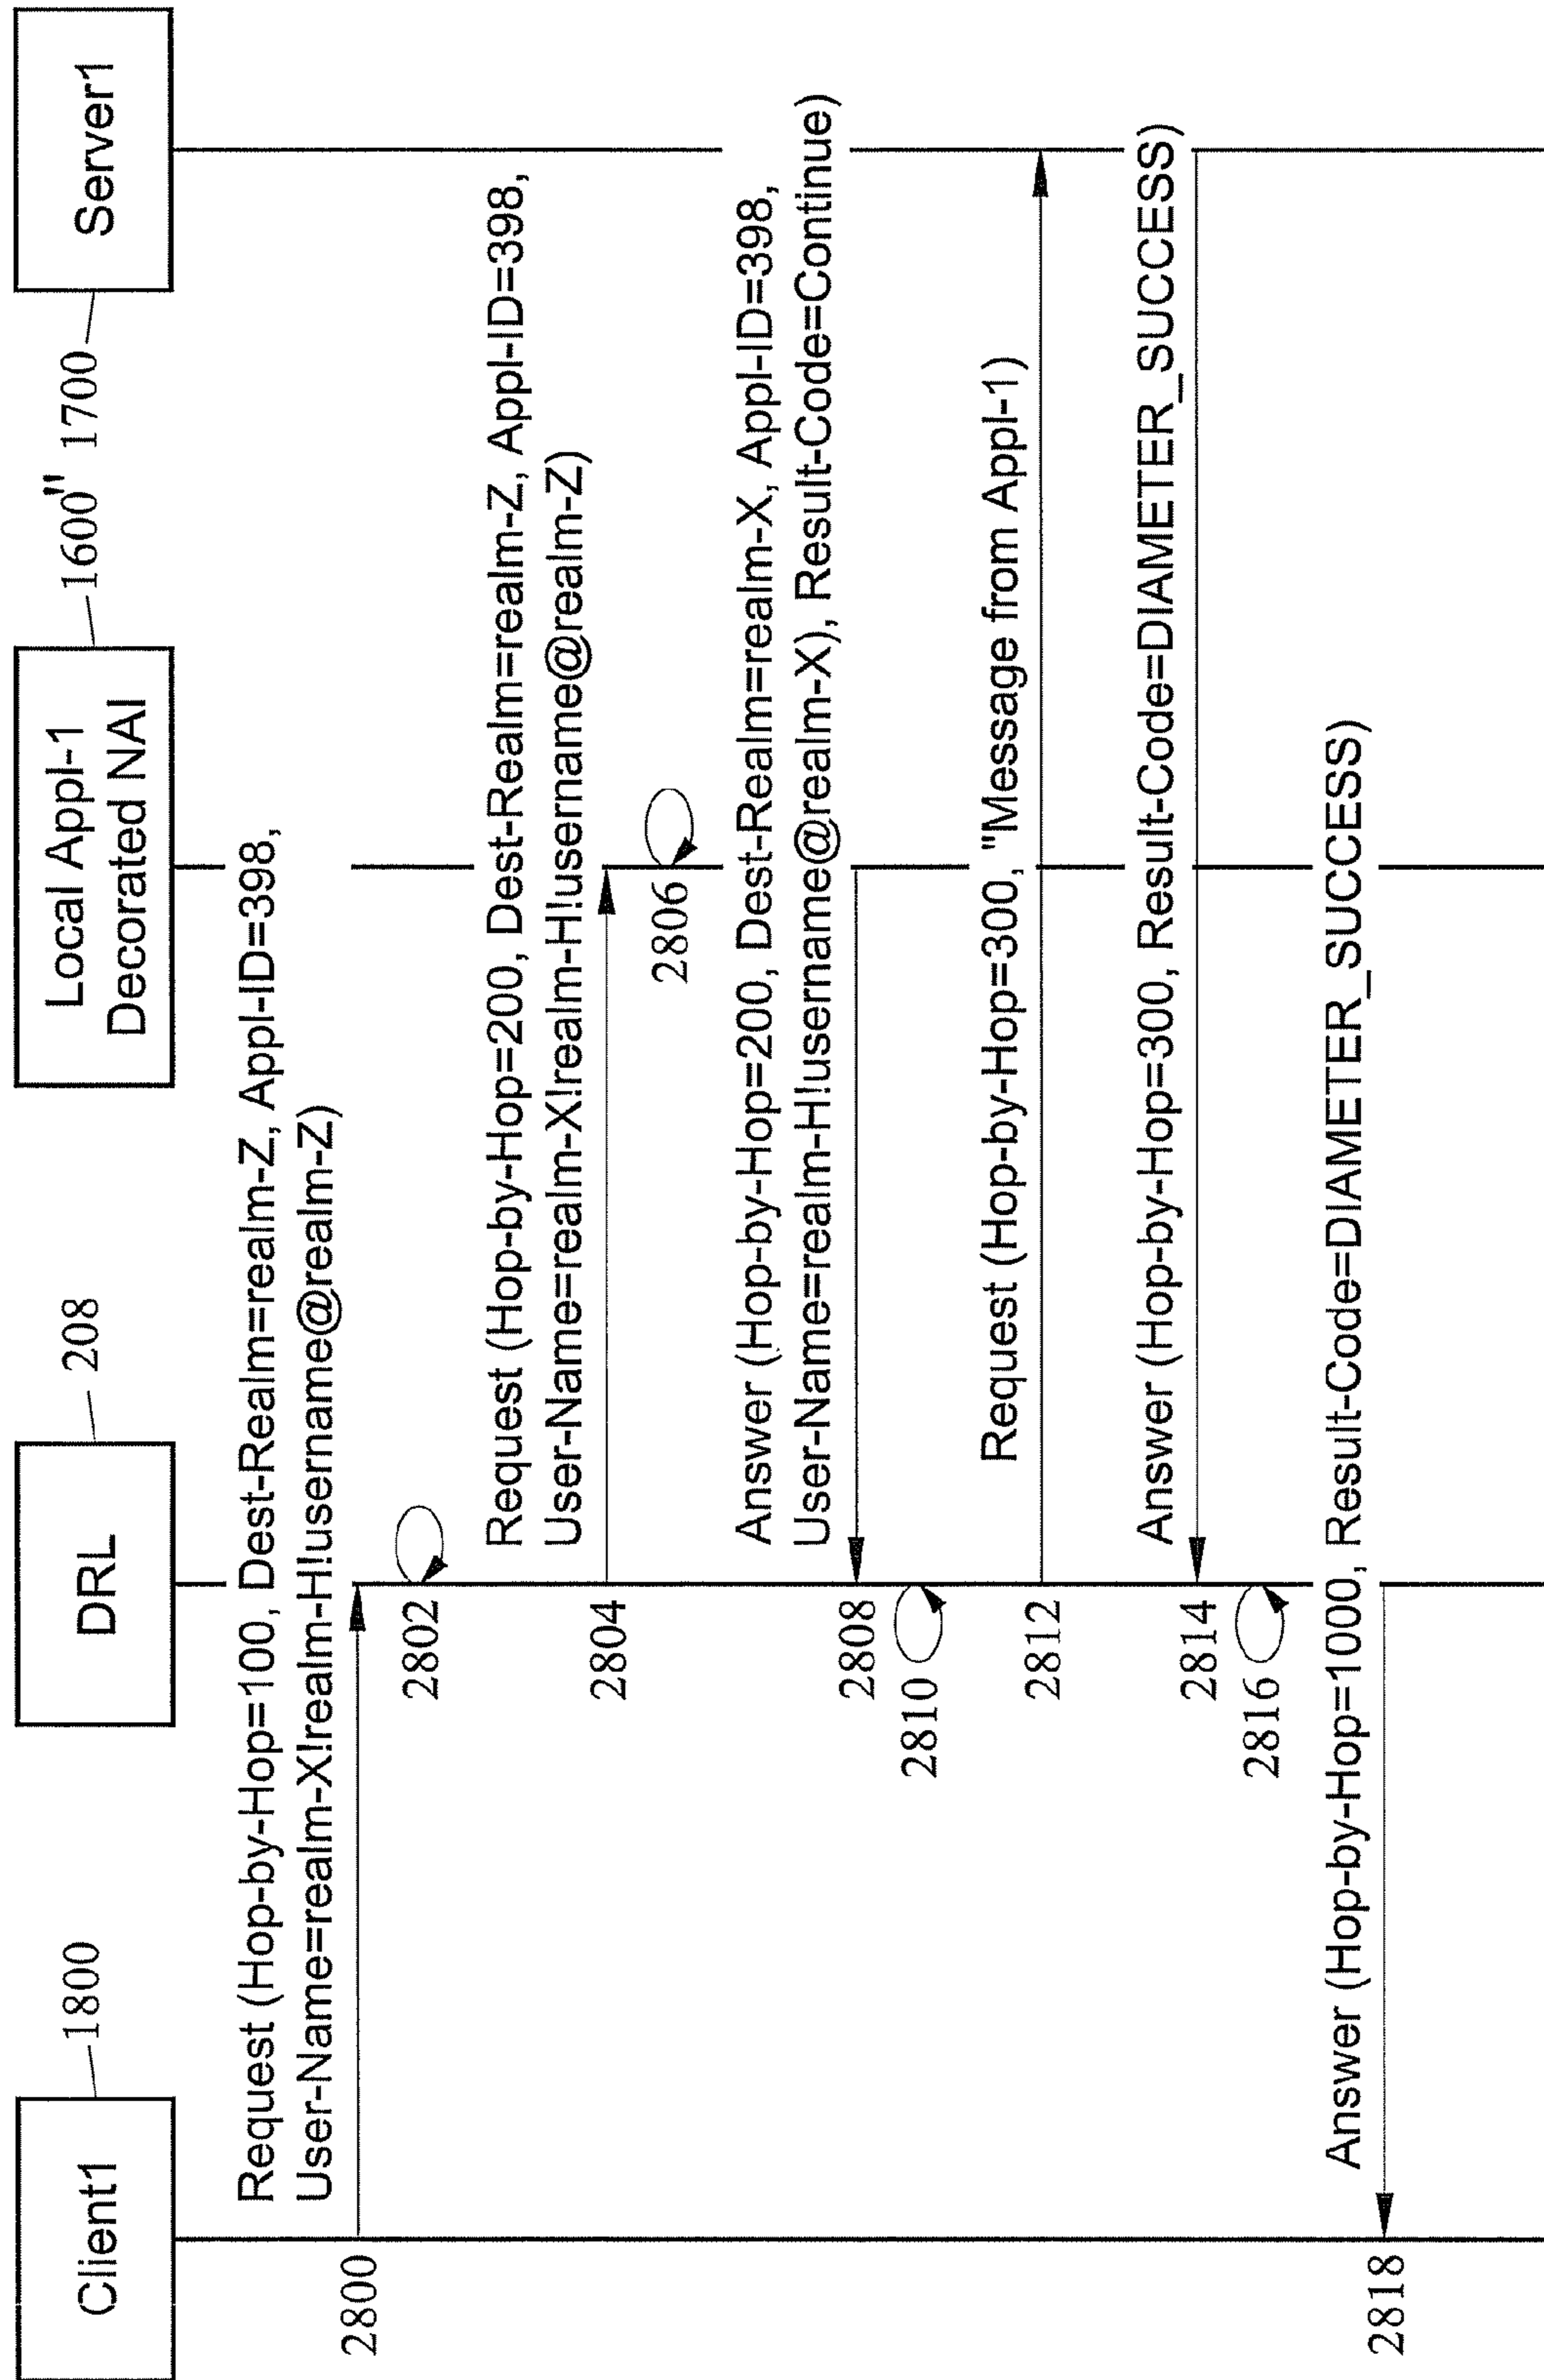 Client1
1800
DRL
208
Local Appl-1
Decorated NAI
1600"
Server1
1700
Request (Hop-by-Hop=100, Dest-Realm=realm-Z, Appl-ID=398,
User-Name=realm-X!realm-H!username@realm-Z)
2800
2802
Request (Hop-by-Hop=200, Dest-Realm=realm-Z, Appl-ID=398,
User-Name=realm-X!realm-H!username@realm-Z)
2804
2806
Answer (Hop-by-Hop=200, Dest-Realm=realm-X, Appl-ID=398,
User-Name=realm-H!username@realm-X), Result-Code=Continue)
2808
2810
Request (Hop-by-Hop=300, "Message from Appl-1)
2812
Answer (Hop-by-Hop=300, Result-Code=DIAMETER_SUCCESS)
2814
2816
Answer (Hop-by-Hop=1000, Result-Code=DIAMETER_SUCCESS)
2818